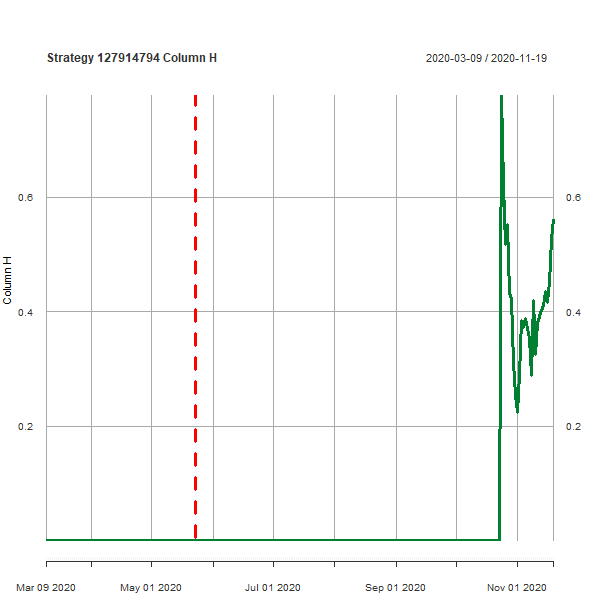 Strategy 127914794 Column H
2020-03-09 / 2020-11-19
Column H
0.6
0.6
0.4
0.4
0.2
0.2
Mar 09 2020
May 01 2020
Jul 01 2020
Sep 01 2020
Nov 01 2020